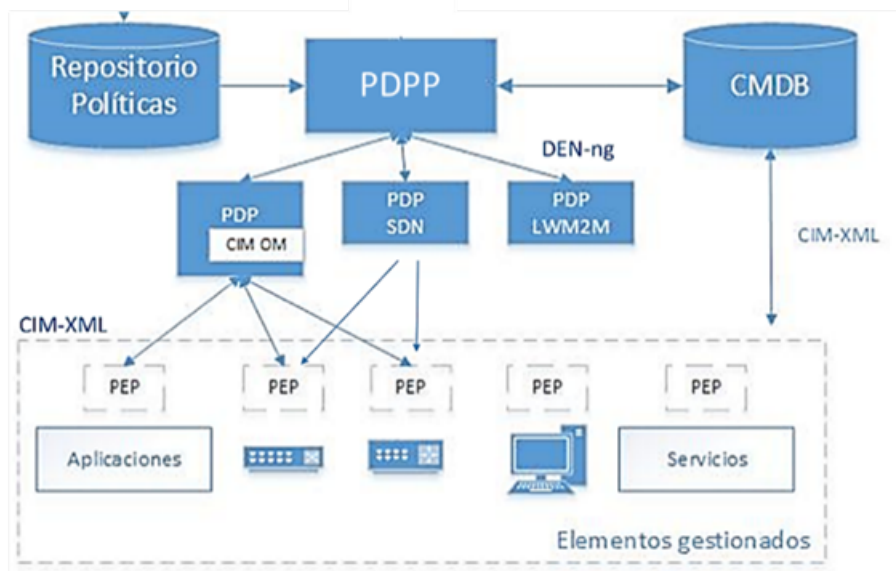 Repositorio
Políticas
PDPP
CMDB
DEN-ng
PDP
CIM OM
PDP
SDN
PDP
LWM2M
CIM-XML
CIM-XML
PEP
PEP
PEP
PEP
PEP
Aplicaciones
Servicios
Elementos gestionados